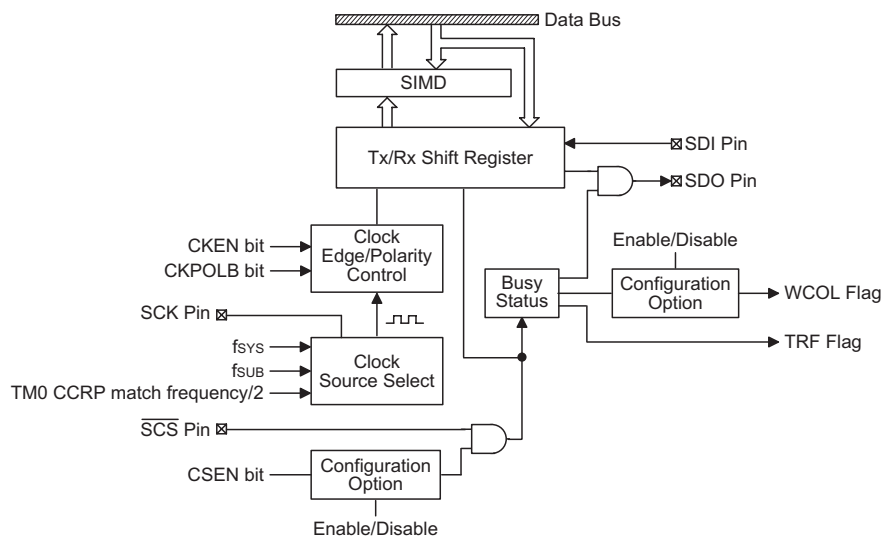 Data Bus
SIMD
Tx/Rx Shift Register
SDI Pin
SDO Pin
CKEN bit
CKPOLB bit
Clock
Edge/Polarity
Control
Enable/Disable
Busy
Status
Configuration
Option
WCOL Flag
TRF Flag
SCK Pin
fSYS
fSUB
TM0 CCRP match frequency/2
Clock
Source Select
SCS Pin
CSEN bit
Configuration
Option
Enable/Disable